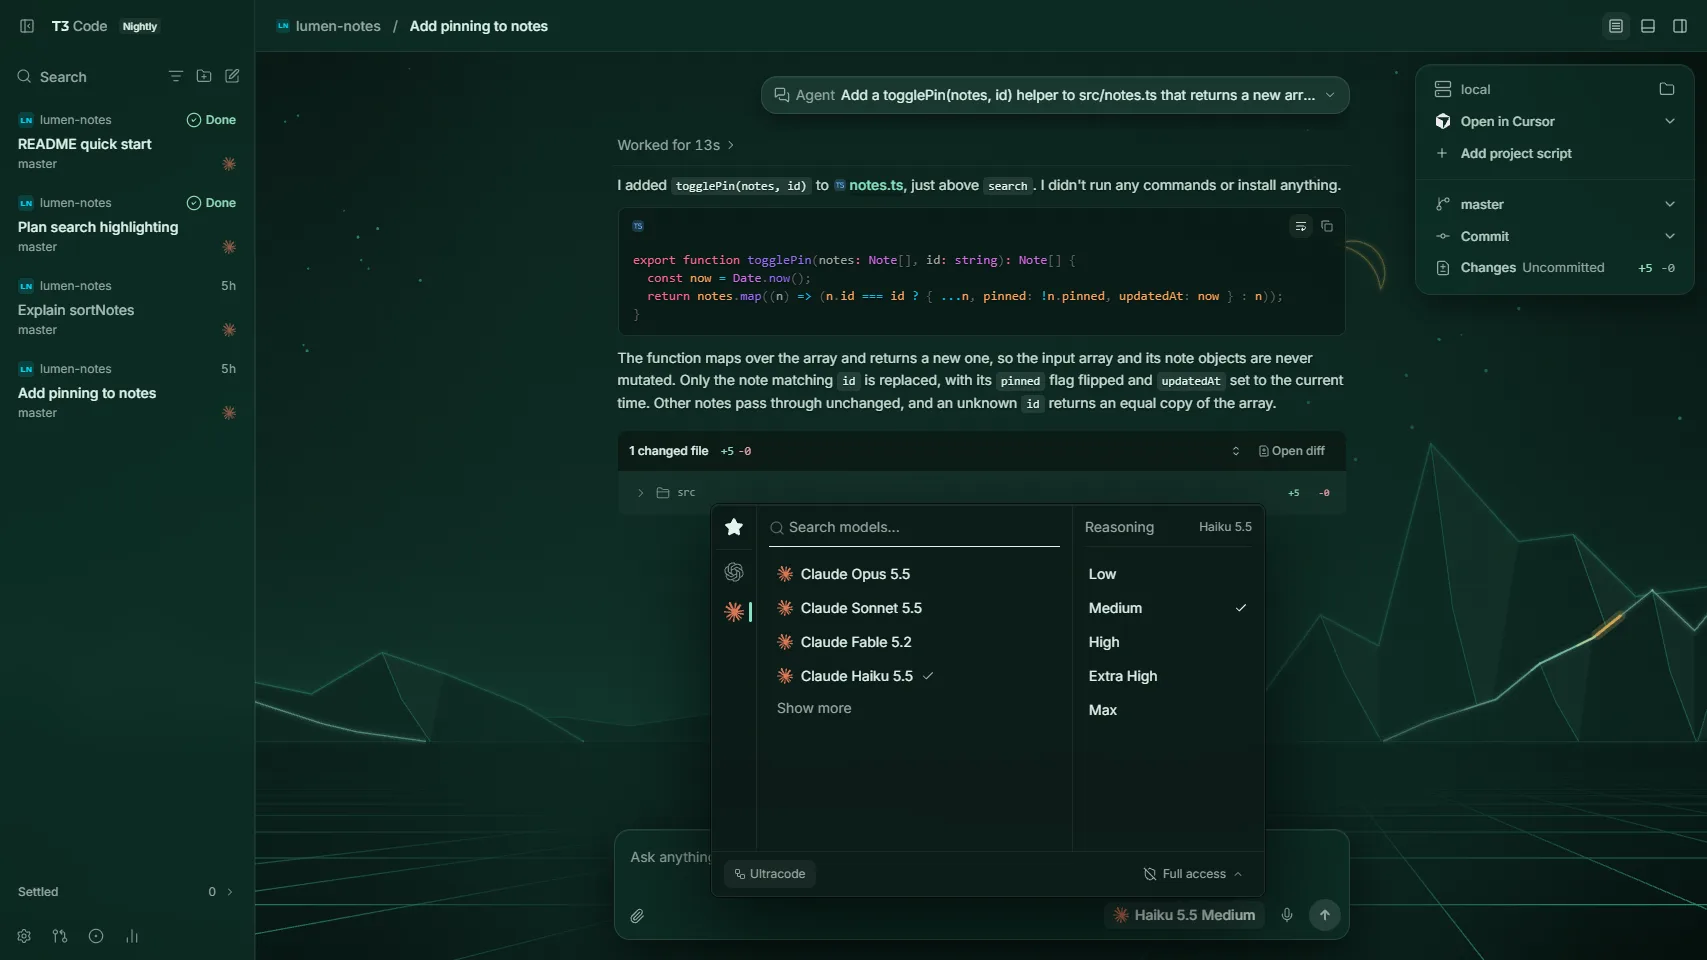 T3 Code Nightly
Search
LN lumen-notes Done
README quick start
master
LN lumen-notes Done
Plan search highlighting
master
LN lumen-notes 5h
Explain sortNotes
master
LN lumen-notes 5h
Add pinning to notes
master
Settled 0
LN lumen-notes / Add pinning to notes
Agent Add a togglePin(notes, id) helper to src/notes.ts that returns a new arr...
Worked for 13s
I added togglePin(notes, id) to TS notes.ts, just above search. I didn't run any commands or install anything.
TS
export function togglePin(notes: Note[], id: string): Note[] {
const now = Date.now();
return notes.map((n) => (n.id === id ? { ...n, pinned: !n.pinned, updatedAt: now } : n));
}
The function maps over the array and returns a new one, so the input array and its note objects are never
mutated. Only the note matching id is replaced, with its pinned flag flipped and updatedAt set to the current
time. Other notes pass through unchanged, and an unknown id returns an equal copy of the array.
1 changed file +5 -0 Open diff
src +5 -0
Search models...
Claude Opus 5.5
Claude Sonnet 5.5
Claude Fable 5.2
Claude Haiku 5.5
Show more
Reasoning Haiku 5.5
Low
Medium
High
Extra High
Max
Ultracode Full access
Ask anything
Haiku 5.5 Medium
local
Open in Cursor
Add project script
master
Commit
Changes Uncommitted +5 -0